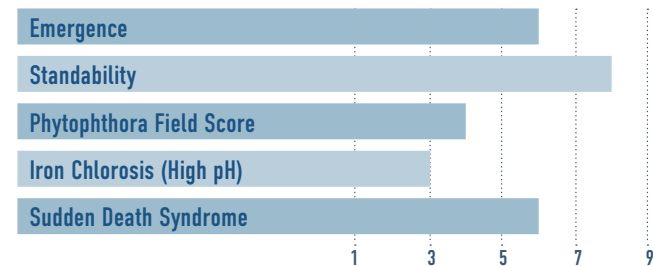 Emergence
Standability
Phytophthora Field Score
Iron Chlorosis (High pH)
Sudden Death Syndrome
1 3 5 7 9